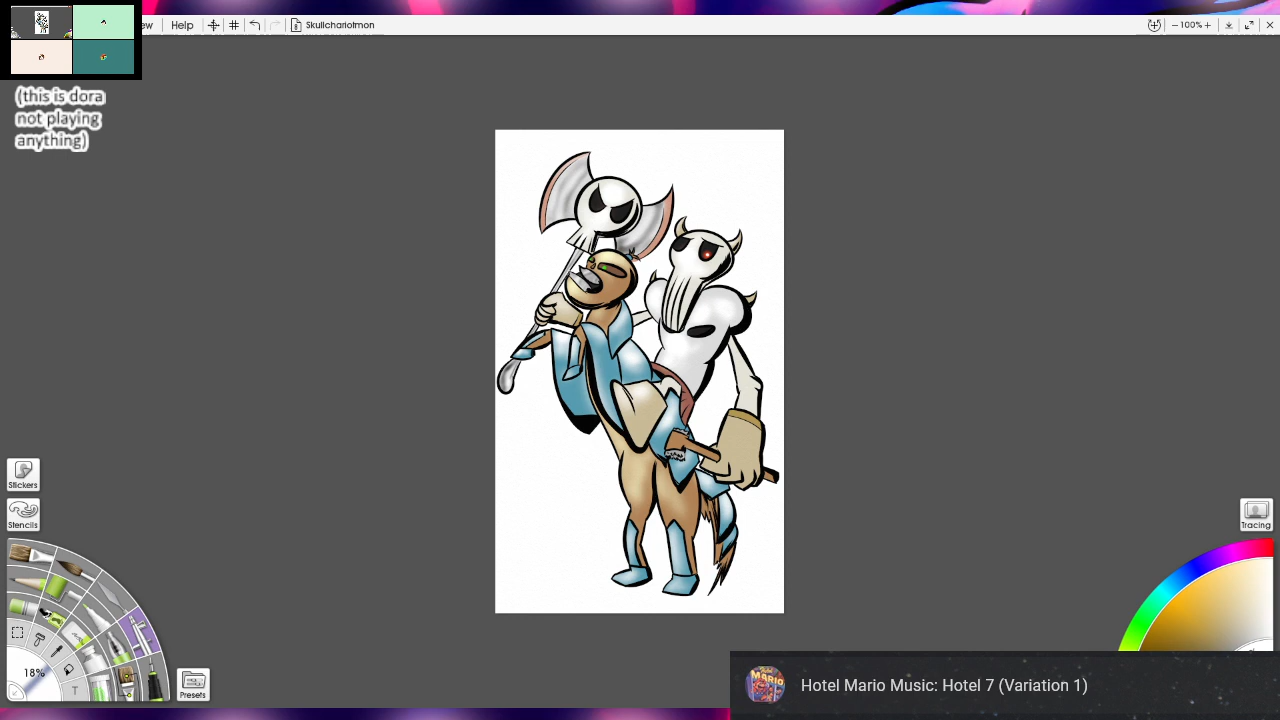 ew Help Skullchariotmon 100%
(this is dora
not playing
anything)
Stickers
Stencils
Tracing
18%
T
Presets
MARIO
Hotel Mario Music: Hotel 7 (Variation 1)